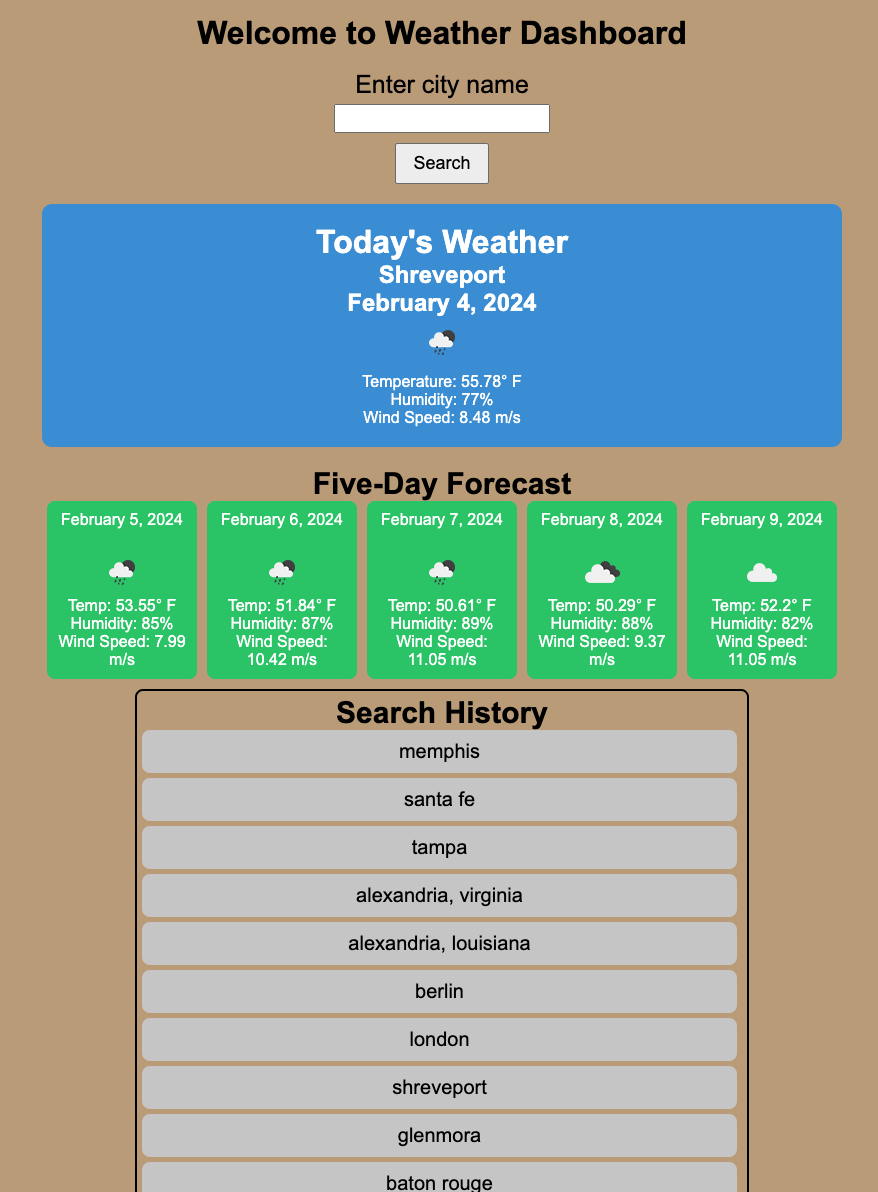 Welcome to Weather Dashboard
Enter city name
Search
Today's Weather
Shreveport
February 4, 2024
Temperature: 55.78° F
Humidity: 77%
Wind Speed: 8.48 m/s
Five-Day Forecast
February 5, 2024
Temp: 53.55° F
Humidity: 85%
Wind Speed: 7.99
m/s
February 6, 2024
Temp: 51.84° F
Humidity: 87%
Wind Speed:
10.42 m/s
February 7, 2024
Temp: 50.61° F
Humidity: 89%
Wind Speed:
11.05 m/s
February 8, 2024
Temp: 50.29° F
Humidity: 88%
Wind Speed: 9.37
m/s
February 9, 2024
Temp: 52.2° F
Humidity: 82%
Wind Speed:
11.05 m/s
Search History
memphis
santa fe
tampa
alexandria, virginia
alexandria, louisiana
berlin
london
shreveport
glenmora
baton rouge